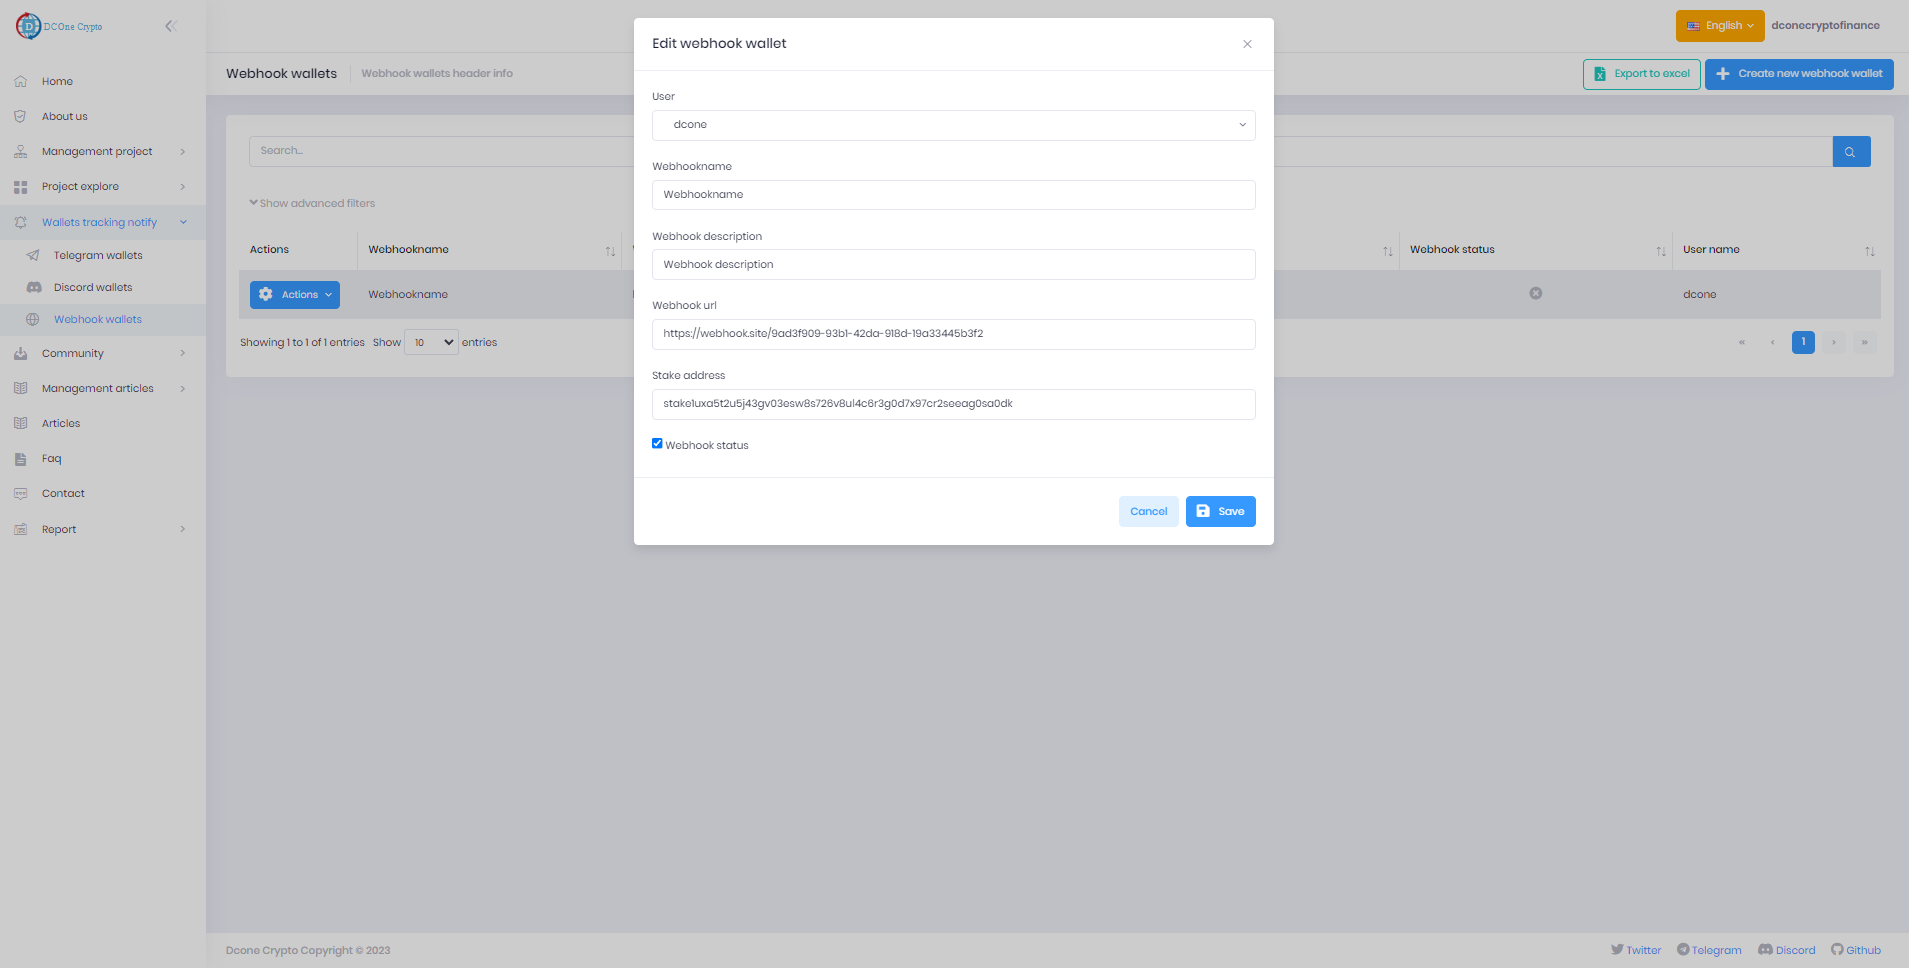 DCOne Crypto
English
dconecryptofinance
Home
About us
Management project
Project explore
Wallets tracking notify
Telegram wallets
Discord wallets
Webhook wallets
Community
Management articles
Articles
Faq
Contact
Report
Webhook wallets
Webhook wallets header info
Export to excel
Create new webhook wallet
Search...
Show advanced filters
Actions
Webhookname
Webhook status
User name
Actions
Webhookname
dcone
Showing 1 to 1 of 1 entries Show 10 entries
« ‹ 1 › »
Edit webhook wallet
User
dcone
Webhookname
Webhookname
Webhook description
Webhook description
Webhook url
https://webhook.site/9ad3f909-93b1-42da-918d-19a33445b3f2
Stake address
stake1uxa5t2u5j43gv03esw8s726v8ul4c6r3g0d7x97cr2seeag0sa0dk
Webhook status
Cancel
Save
Dcone Crypto Copyright © 2023
Twitter
Telegram
Discord
Github